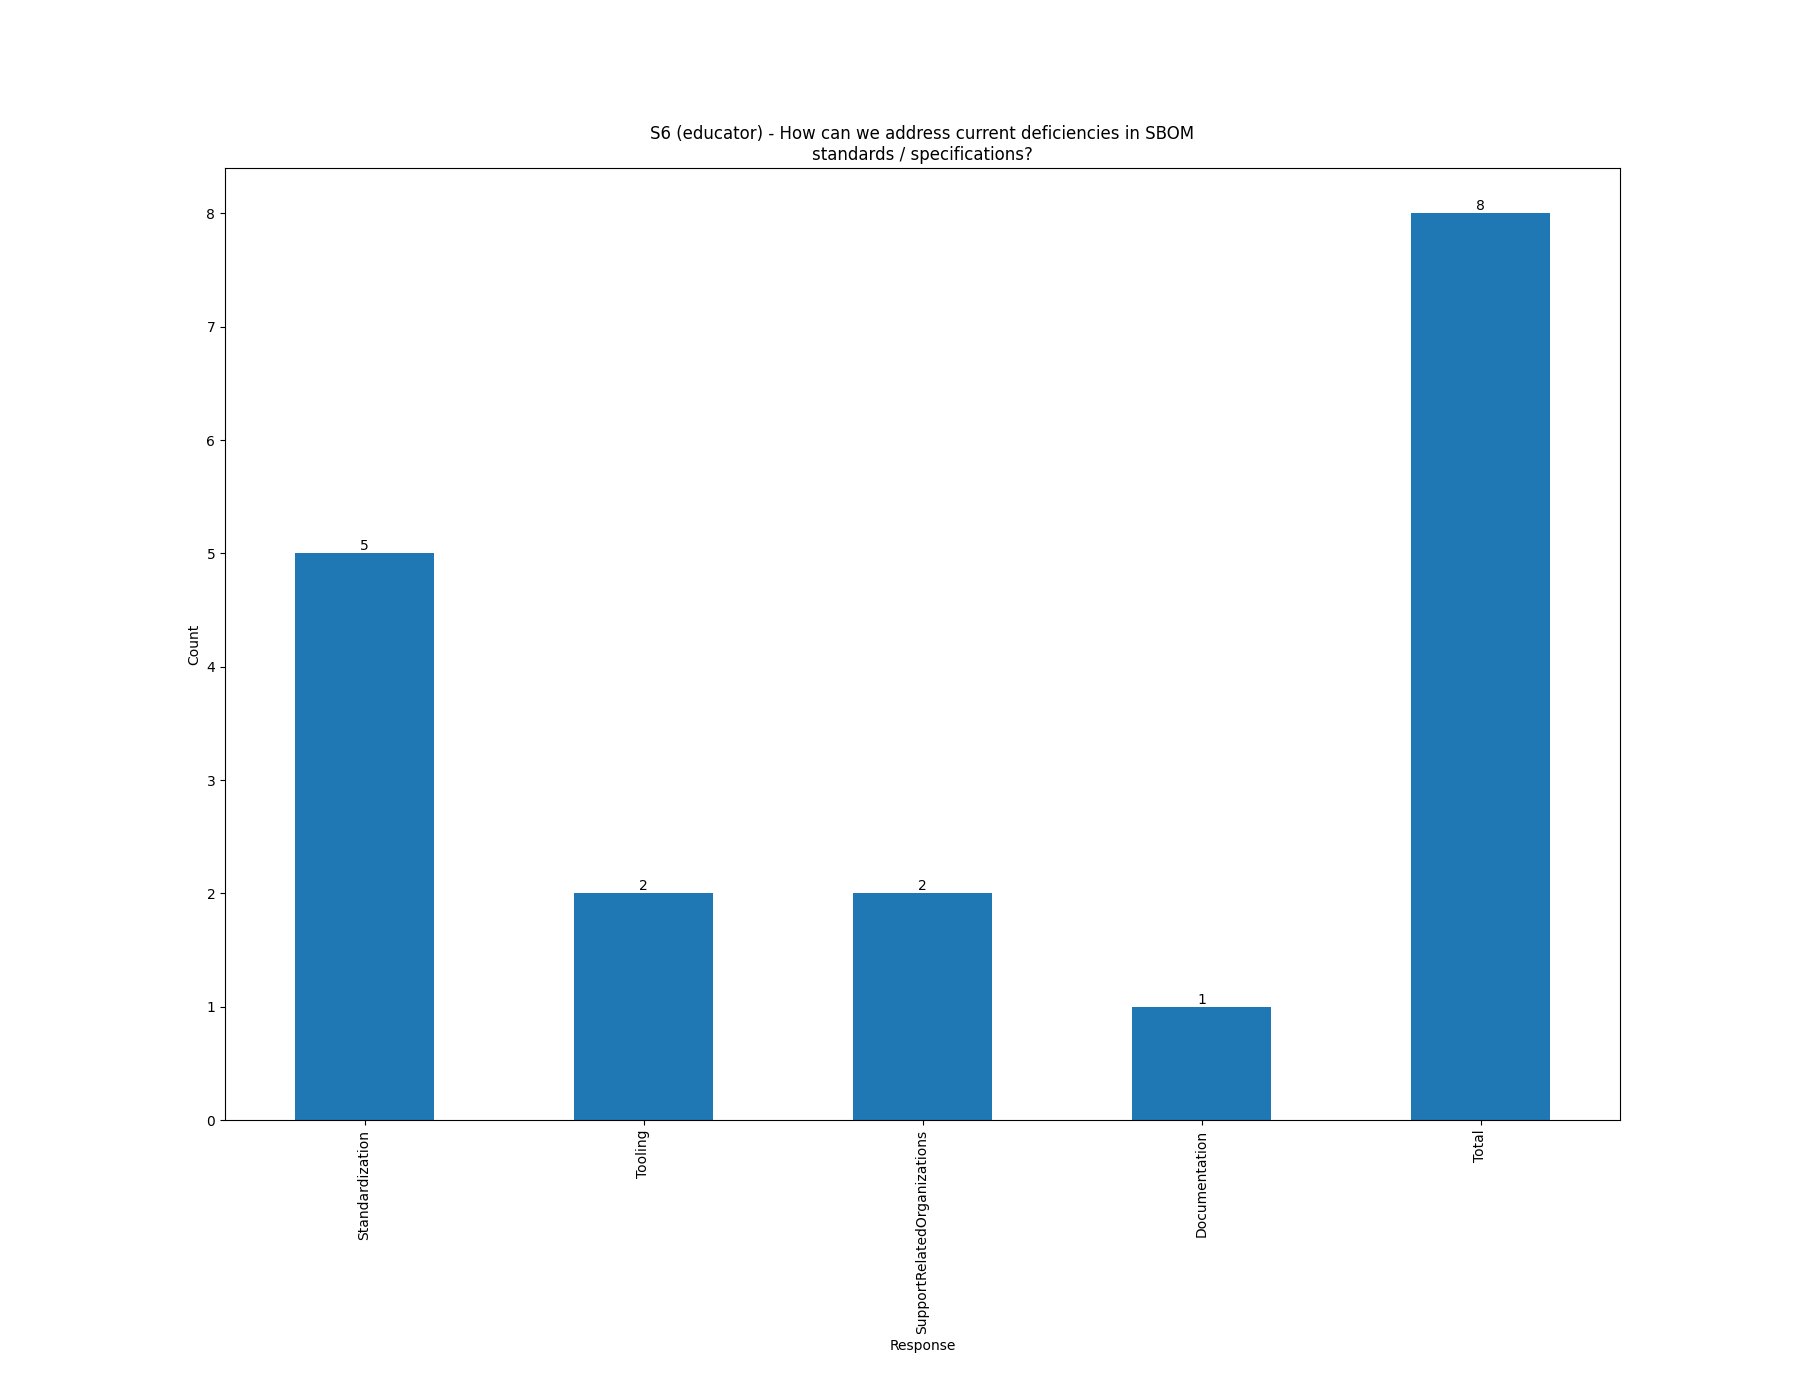 S6 (educator) - How can we address current deficiencies in SBOM
standards / specifications?
Count
8
7
6
5
4
3
2
1
0
5
2
2
1
8
Standardization
Tooling
SupportRelatedOrganizations
Documentation
Total
Response